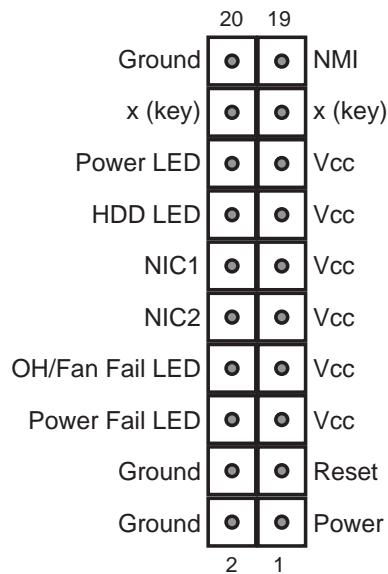 20 19
Ground NMI
x (key) x (key)
Power LED Vcc
HDD LED Vcc
NIC1 Vcc
NIC2 Vcc
OH/Fan Fail LED Vcc
Power Fail LED Vcc
Ground Reset
Ground Power
2 1